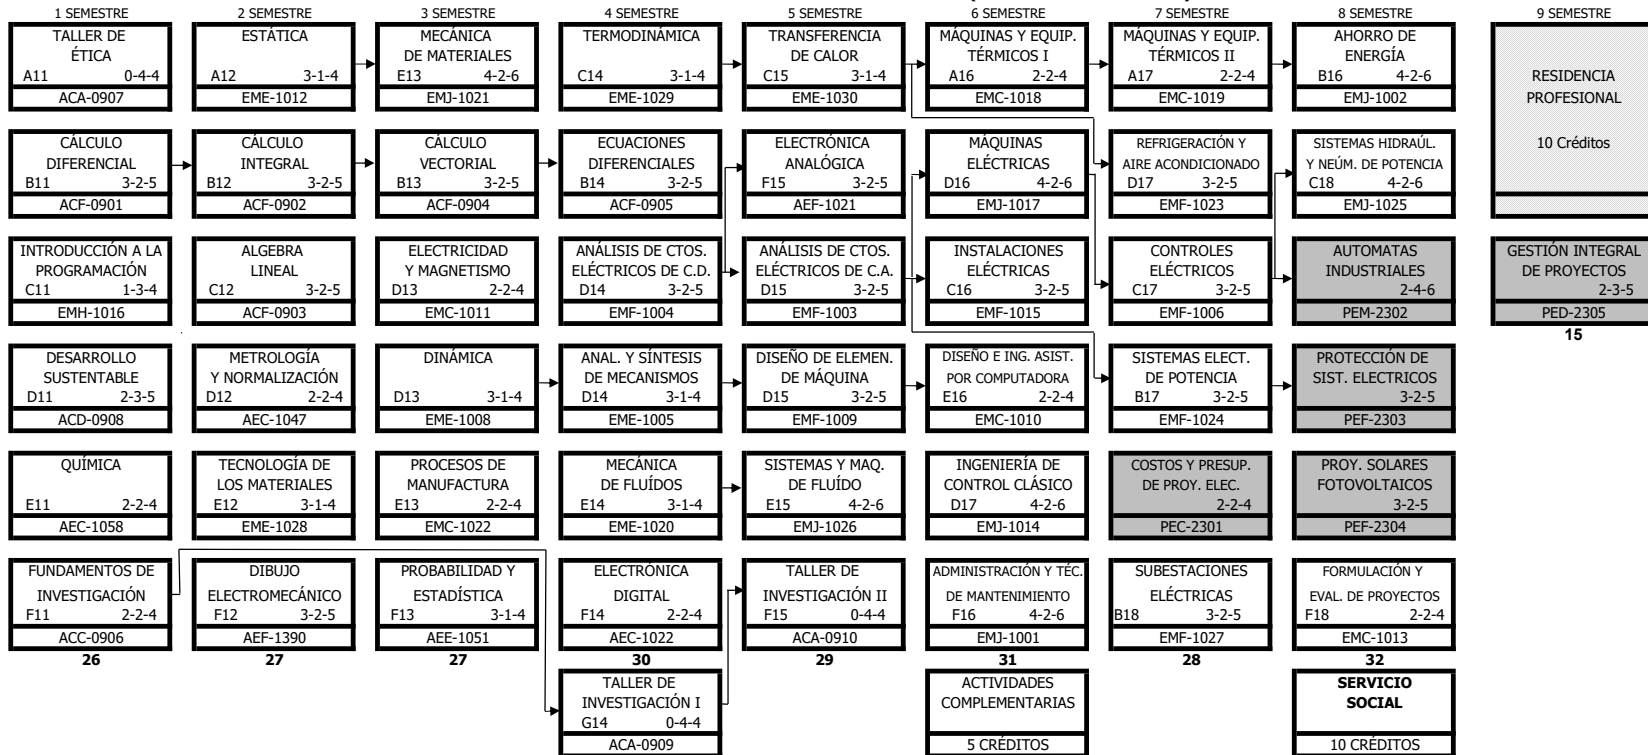 1 SEMESTRE
2 SEMESTRE
3 SEMESTRE
4 SEMESTRE
5 SEMESTRE
6 SEMESTRE
7 SEMESTRE
8 SEMESTRE
9 SEMESTRE
TALLER DE
ÉTICA
A11 0-4-4
ACA-0907
ESTÁTICA
A12 3-1-4
EME-1012
MECÁNICA
DE MATERIALES
E13 4-2-6
EMJ-1021
TERMODINÁMICA
C14 3-1-4
EME-1029
TRANSFERENCIA
DE CALOR
C15 3-1-4
EME-1030
MÁQUINAS Y EQUIP.
TÉRMICOS I
A16 2-2-4
EMC-1018
MÁQUINAS Y EQUIP.
TÉRMICOS II
A17 2-2-4
EMC-1019
AHORRO DE
ENERGÍA
B16 4-2-6
EMJ-1002
RESIDENCIA
PROFESIONAL
10 Créditos
CÁLCULO
DIFERENCIAL
B11 3-2-5
ACF-0901
CÁLCULO
INTEGRAL
B12 3-2-5
ACF-0902
CÁLCULO
VECTORIAL
B13 3-2-5
ACF-0904
ECUACIONES
DIFERENCIALES
B14 3-2-5
ACF-0905
ELECTRÓNICA
ANALÓGICA
F15 3-2-5
AEF-1021
MÁQUINAS
ELÉCTRICAS
D16 4-2-6
EMJ-1017
REFRIGERACIÓN Y
AIRE ACONDICIONADO
D17 3-2-5
EMF-1023
SISTEMAS HIDRAÚL.
Y NEÚM. DE POTENCIA
C18 4-2-6
EMJ-1025
INTRODUCCIÓN A LA
PROGRAMACIÓN
C11 1-3-4
EMH-1016
ALGEBRA
LINEAL
C12 3-2-5
ACF-0903
ELECTRICIDAD
Y MAGNETISMO
D13 2-2-4
EMC-1011
ANÁLISIS DE CTOS.
ELÉCTRICOS DE C.D.
D14 3-2-5
EMF-1004
ANÁLISIS DE CTOS.
ELÉCTRICOS DE C.A.
D15 3-2-5
EMF-1003
INSTALACIONES
ELÉCTRICAS
C16 3-2-5
EMF-1015
CONTROLES
ELÉCTRICOS
C17 3-2-5
EMF-1006
AUTOMATAS
INDUSTRIALES
2-4-6
PEM-2302
GESTIÓN INTEGRAL
DE PROYECTOS
2-3-5
PED-2305
15
DESARROLLO
SUSTENTABLE
D11 2-3-5
ACD-0908
METROLOGÍA
Y NORMALIZACIÓN
D12 2-2-4
AEC-1047
DINÁMICA
D13 3-1-4
EME-1008
ANAL. Y SÍNTESIS
DE MECANISMOS
D14 3-1-4
EME-1005
DISEÑO DE ELEMEN.
DE MÁQUINA
D15 3-2-5
EMF-1009
DISEÑO E ING. ASIST.
POR COMPUTADORA
E16 2-2-4
EMC-1010
SISTEMAS ELECT.
DE POTENCIA
B17 3-2-5
EMF-1024
PROTECCIÓN DE
SIST. ELECTRICOS
3-2-5
PEF-2303
QUÍMICA
E11 2-2-4
AEC-1058
TECNOLOGÍA DE
LOS MATERIALES
E12 3-1-4
EME-1028
PROCESOS DE
MANUFACTURA
E13 2-2-4
EMC-1022
MECÁNICA
DE FLUÍDOS
E14 3-1-4
EME-1020
SISTEMAS Y MAQ.
DE FLUÍDO
E15 4-2-6
EMJ-1026
INGENIERÍA DE
CONTROL CLÁSICO
D17 4-2-6
EMJ-1014
COSTOS Y PRESUP.
DE PROY. ELEC.
2-2-4
PEC-2301
PROY. SOLARES
FOTOVOLTAICOS
3-2-5
PEF-2304
FUNDAMENTOS DE
INVESTIGACIÓN
F11 2-2-4
ACC-0906
26
DIBUJO
ELECTROMECÁNICO
F12 3-2-5
AEF-1390
27
PROBABILIDAD Y
ESTADÍSTICA
F13 3-1-4
AEE-1051
27
ELECTRÓNICA
DIGITAL
F14 2-2-4
AEC-1022
30
TALLER DE
INVESTIGACIÓN II
F15 0-4-4
ACA-0910
29
ADMINISTRACIÓN Y TÉC.
DE MANTENIMIENTO
F16 4-2-6
EMJ-1001
31
SUBESTACIONES
ELÉCTRICAS
B18 3-2-5
EMF-1027
28
FORMULACIÓN Y
EVAL. DE PROYECTOS
F18 2-2-4
EMC-1013
32
TALLER DE
INVESTIGACIÓN I
G14 0-4-4
ACA-0909
ACTIVIDADES
COMPLEMENTARIAS
5 CRÉDITOS
SERVICIO
SOCIAL
10 CRÉDITOS